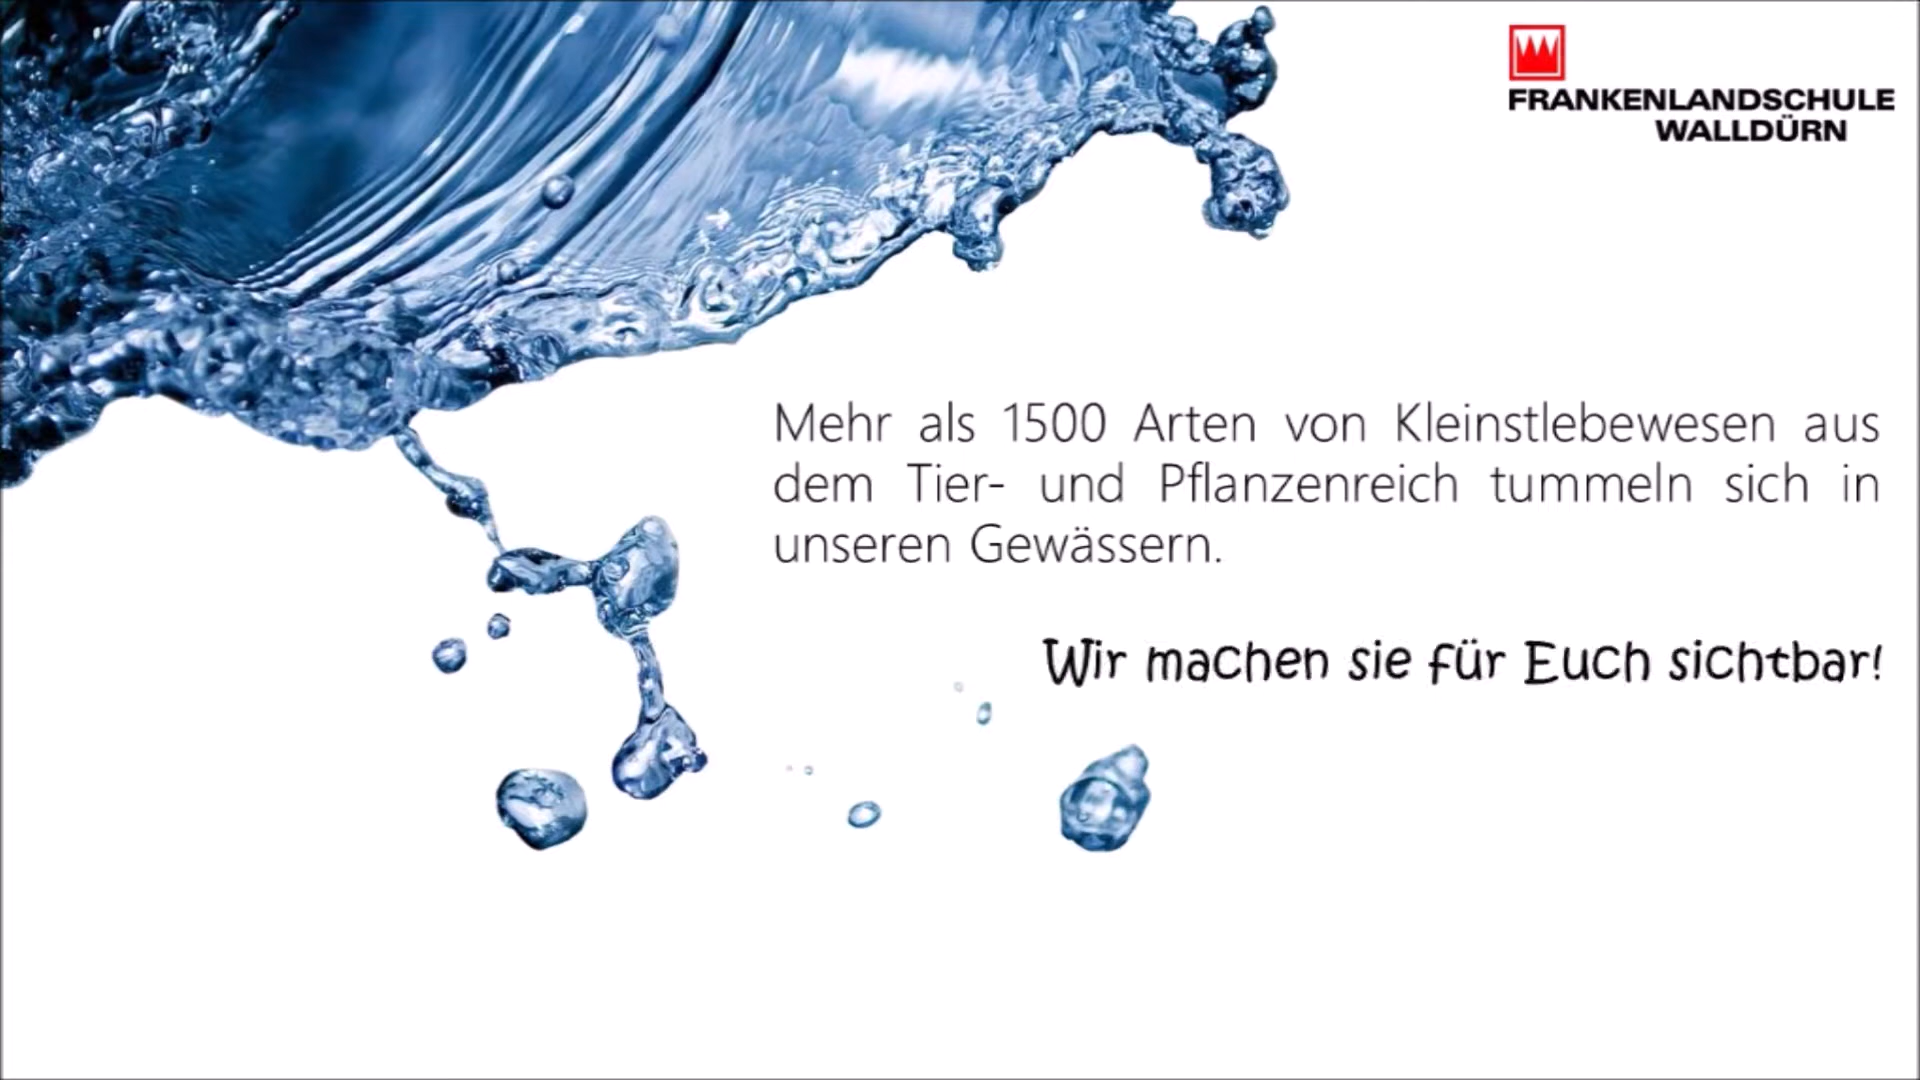 FRANKENLANDSCHULE
WALLDÜRN
Mehr als 1500 Arten von Kleinstlebewesen aus
dem Tier- und Pflanzenreich tummeln sich in
unseren Gewässern.
Wir machen sie für Euch sichtbar!